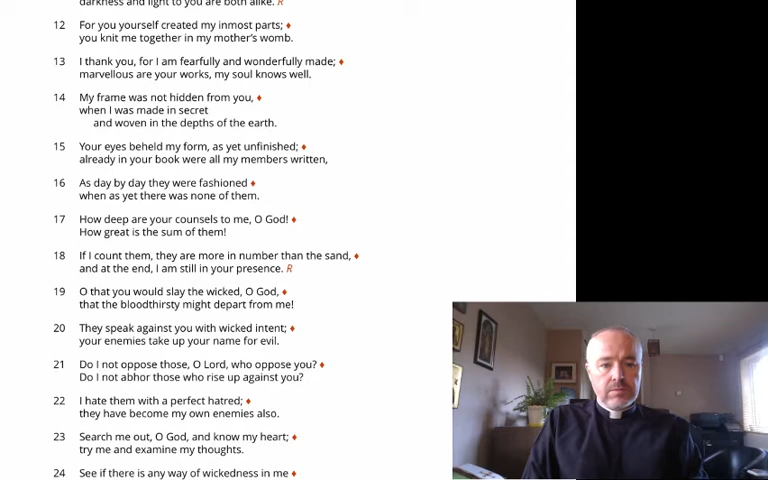 darkness and light to you are both alike. R
12 For you yourself created my inmost parts; ♦
you knit me together in my mother's womb.
13 I thank you, for I am fearfully and wonderfully made; ♦
marvellous are your works, my soul knows well.
14 My frame was not hidden from you, ♦
when I was made in secret
and woven in the depths of the earth.
15 Your eyes beheld my form, as yet unfinished; ♦
already in your book were all my members written,
16 As day by day they were fashioned ♦
when as yet there was none of them.
17 How deep are your counsels to me, O God! ♦
How great is the sum of them!
18 If I count them, they are more in number than the sand, ♦
and at the end, I am still in your presence. R
19 O that you would slay the wicked, O God, ♦
that the bloodthirsty might depart from me!
20 They speak against you with wicked intent; ♦
your enemies take up your name for evil.
21 Do I not oppose those, O Lord, who oppose you? ♦
Do I not abhor those who rise up against you?
22 I hate them with a perfect hatred; ♦
they have become my own enemies also.
23 Search me out, O God, and know my heart; ♦
try me and examine my thoughts.
24 See if there is any way of wickedness in me ♦